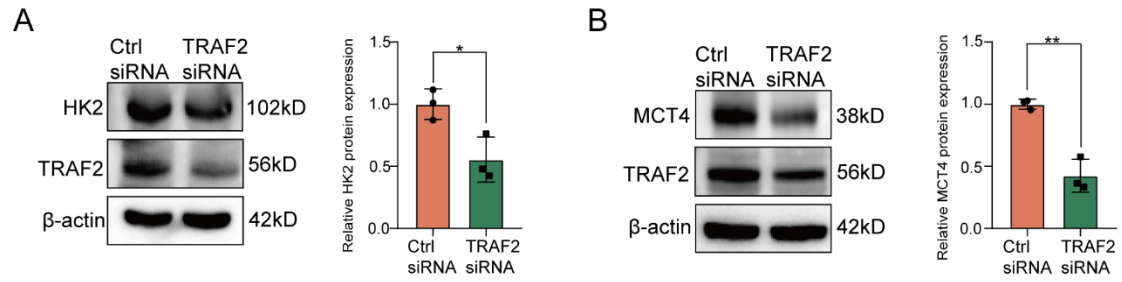 A
Ctrl
siRNA
TRAF2
siRNA
HK2
102kD
TRAF2
56kD
β-actin
42kD
Relative HK2 protein expression
1.5
1.0
0.5
0.0
*
Ctrl
siRNA
TRAF2
siRNA
B
Ctrl
siRNA
TRAF2
siRNA
MCT4
38kD
TRAF2
56kD
β-actin
42kD
Relative MCT4 protein expression
1.5
1.0
0.5
0.0
**
Ctrl
siRNA
TRAF2
siRNA